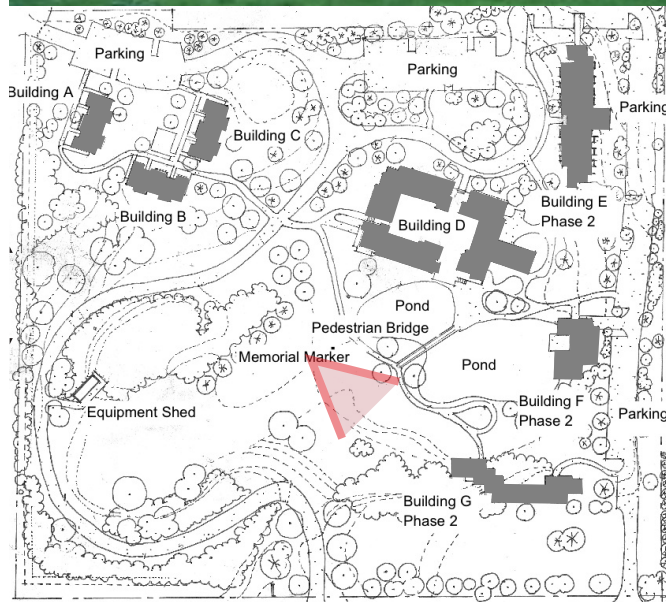 Parking
Building A
Parking
Parking
Building C
Building E
Phase 2
Building B
Building D
Pond
Pedestrian Bridge
Memorial Marker
Pond
Equipment Shed
Building F
Phase 2
Parking
Building G
Phase 2